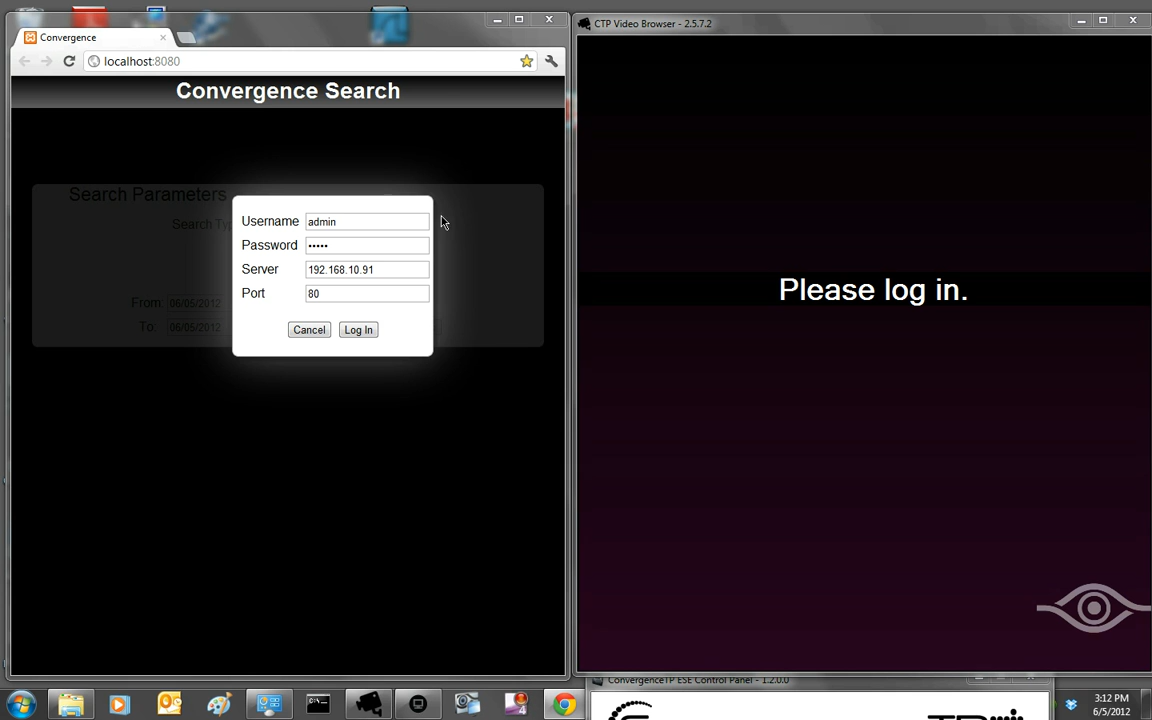 Convergence
CTP Video Browser - 2.5.7.2
localhost:8080
Convergence Search
Search Parameters
Search Ty
Username admin
Password •••••
Server 192.168.10.91
Port 80
From: 06/05/2012
To: 06/05/2012
Cancel Log In
Please log in.
ConvergenceTP ESE Control Panel - 1.2.0.0
3:12 PM
6/5/2012